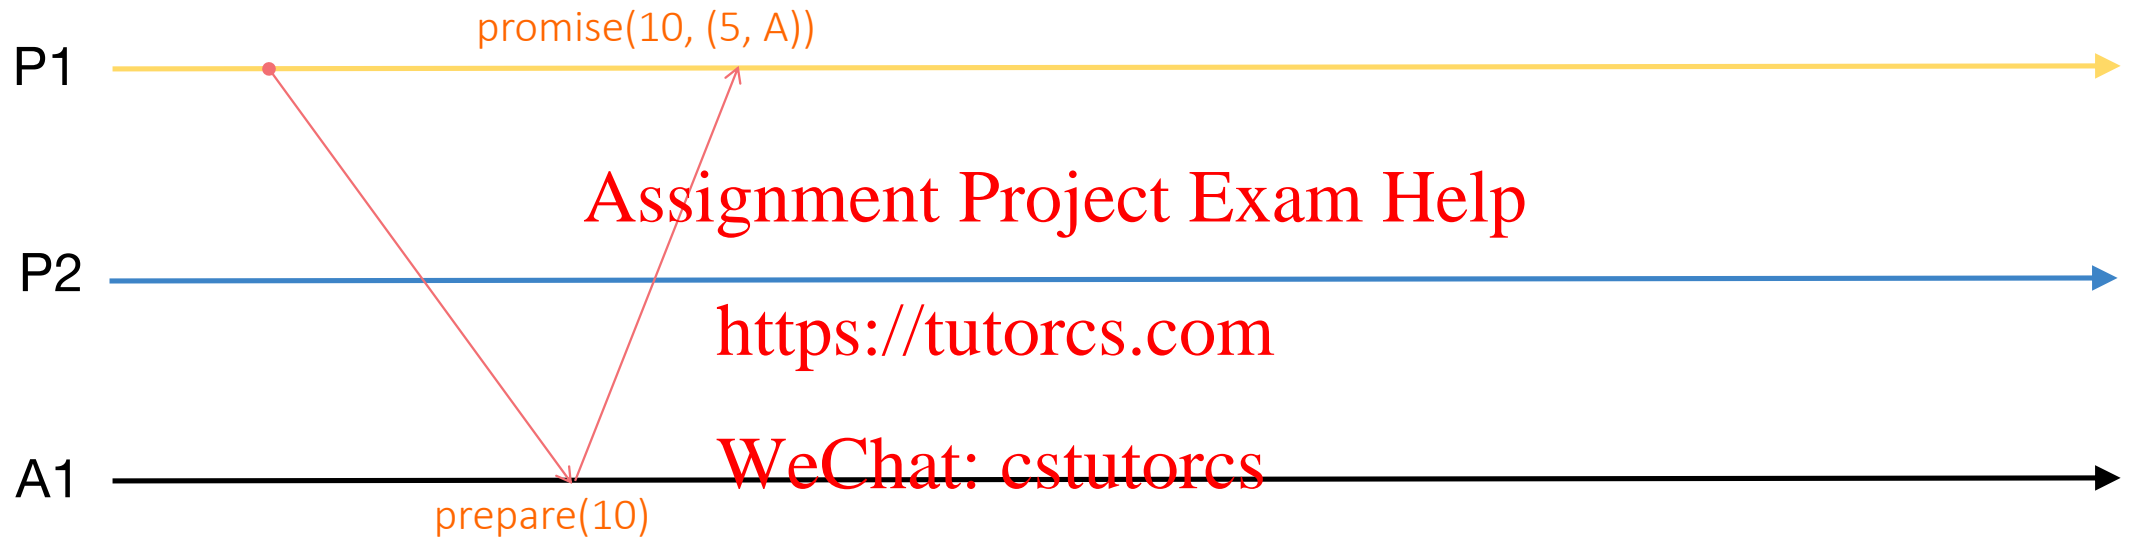 promise(10, (5, A))
P1
Assignment Project Exam Help
P2
https://tutorcs.com
A1
WeChat: cstutorcs
prepare(10)